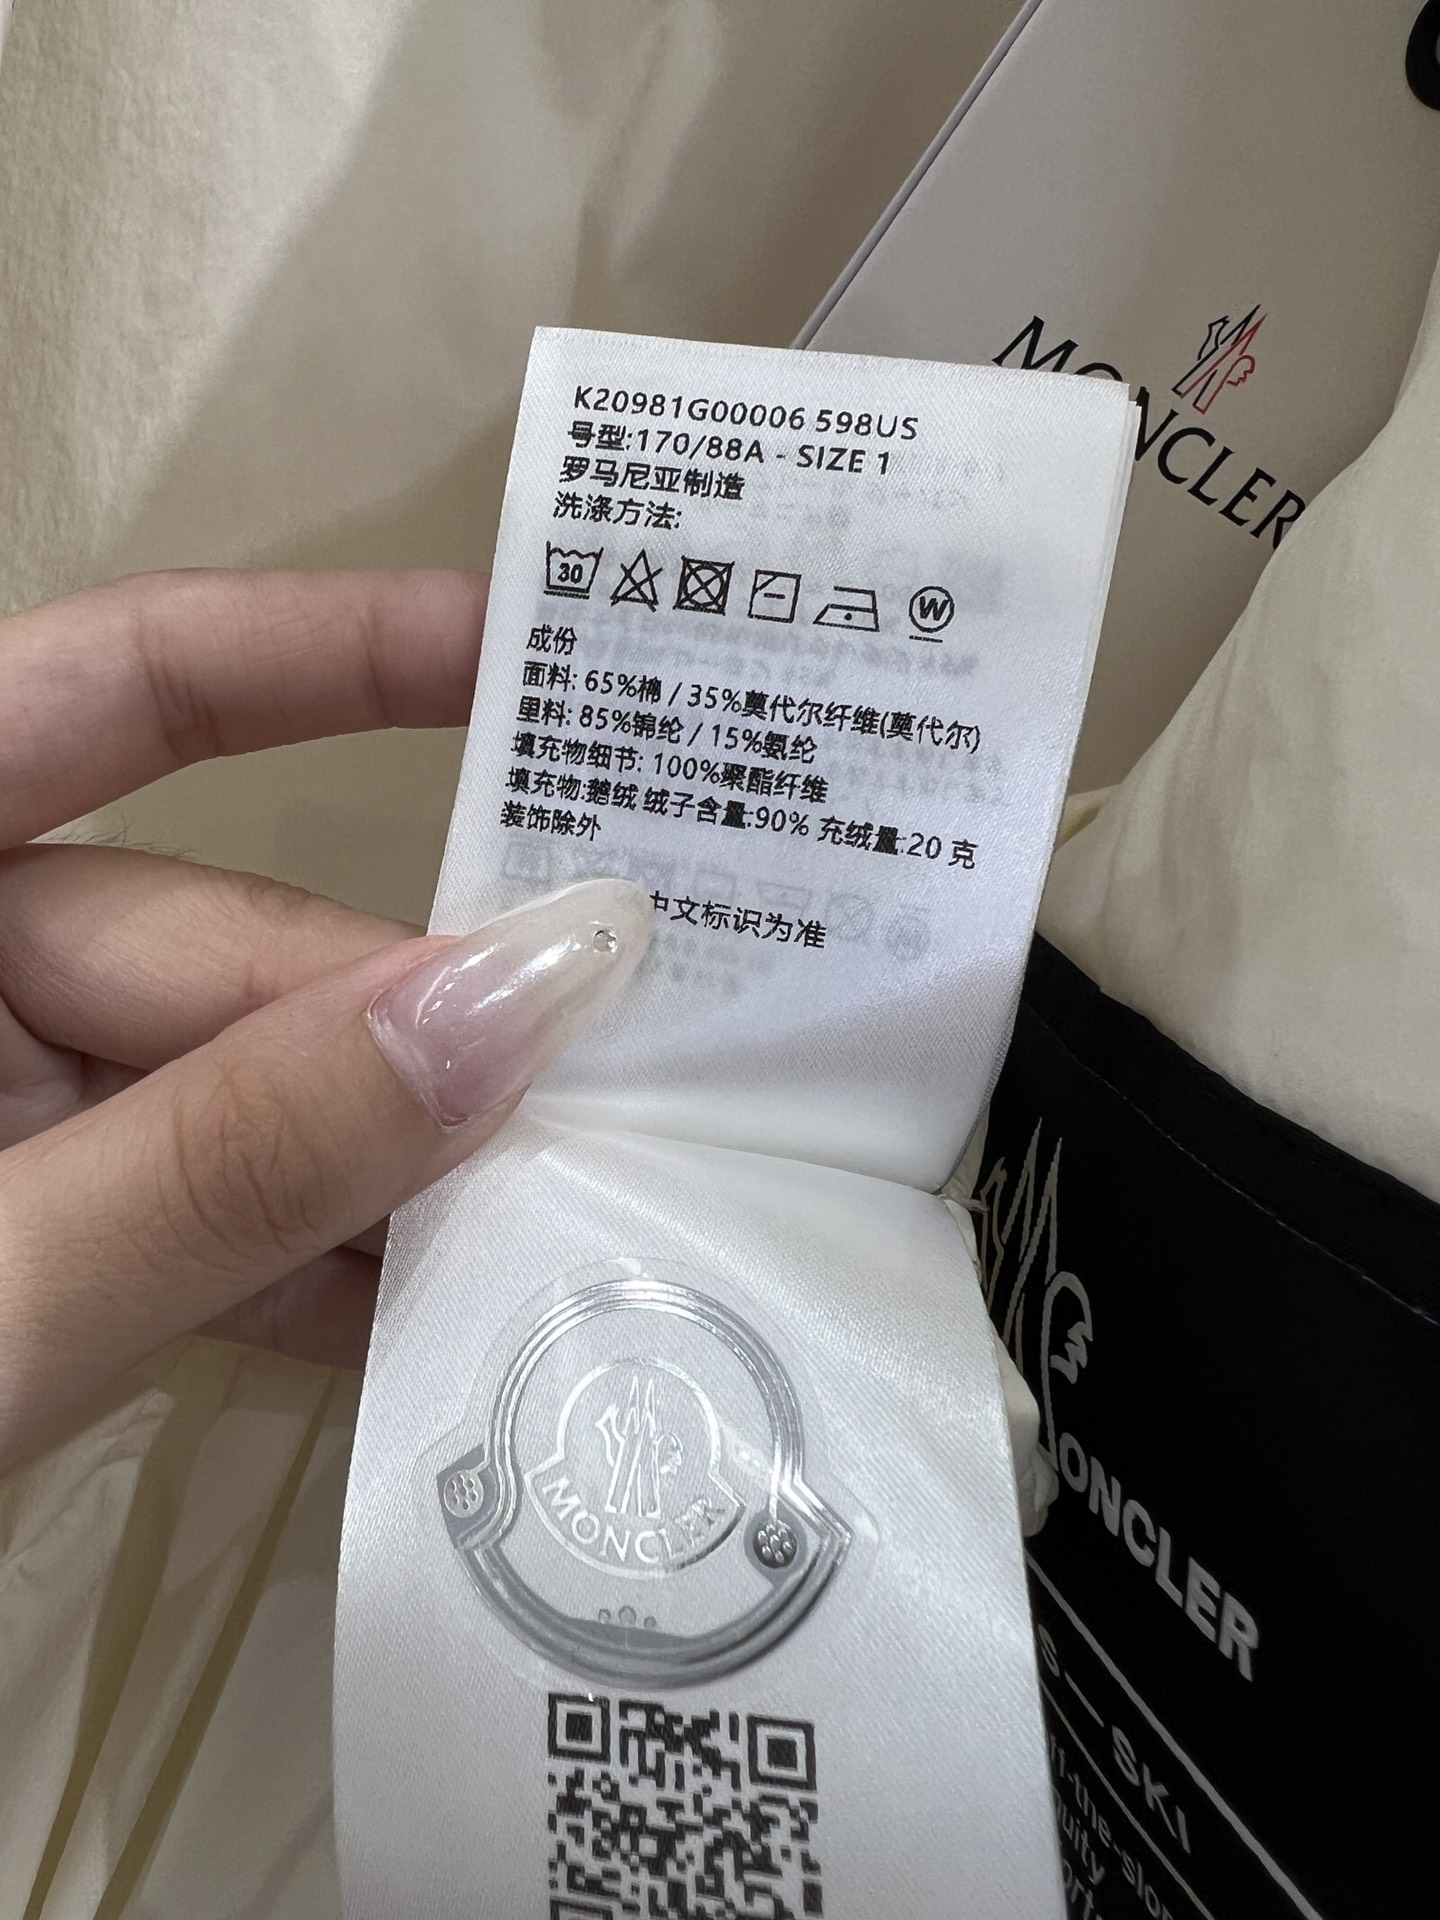 MONCLER
K20981G00006 598US
号型:170/88A - SIZE 1
罗马尼亚制造
洗涤方法:
30
W
成份
面料: 65%棉 / 35%莫代尔纤维(莫代尔)
里料: 85%锦纶 / 15%氨纶
填充物细节: 100%聚酯纤维
填充物:鹅绒 绒子含量:90% 充绒量:20 克
装饰除外
中文标识为准
MONCLER
MONCLER
SKI